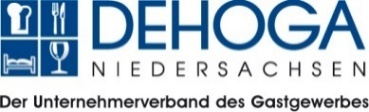 DEHOGA
NIEDERSACHSEN
Der Unternehmerverband des Gastgewerbes